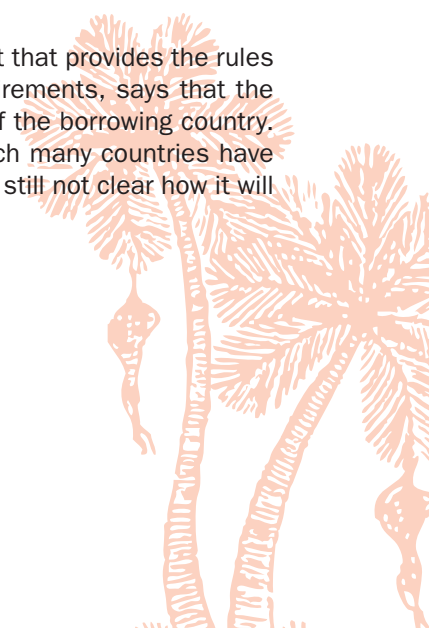 t that provides the rules
rements, says that the
f the borrowing country.
ch many countries have
still not clear how it will